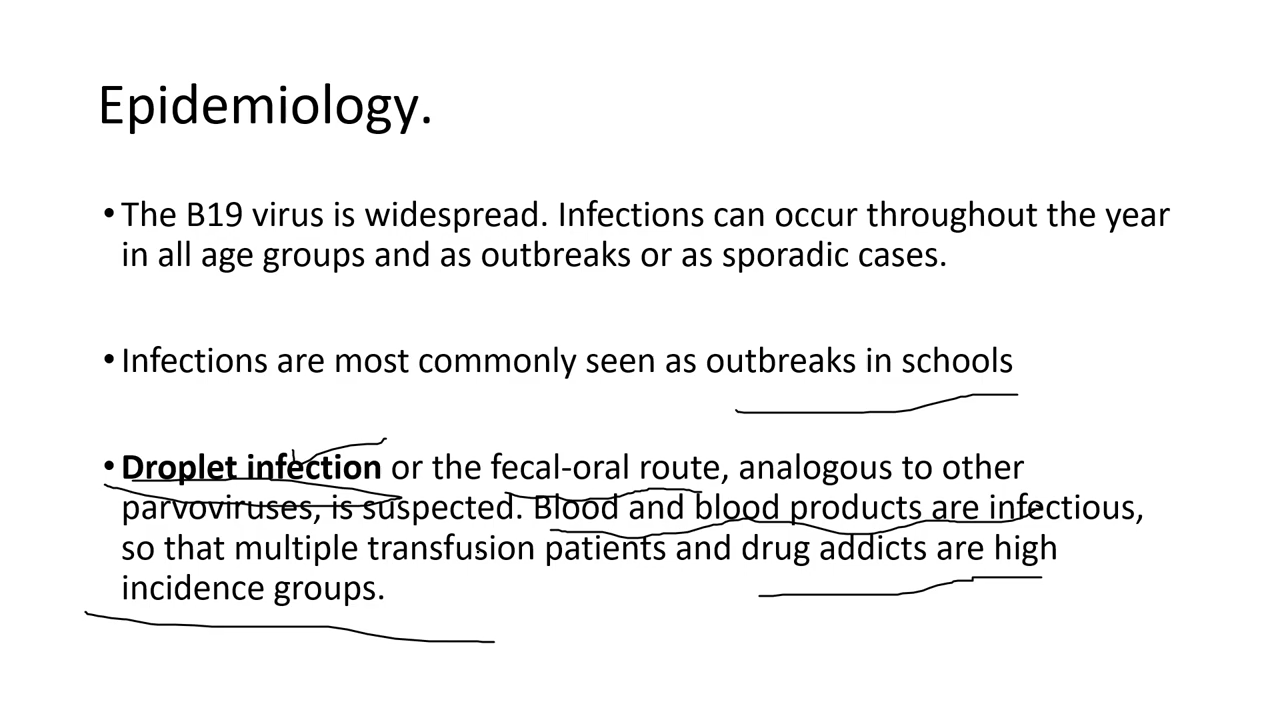 Epidemiology.
• The B19 virus is widespread. Infections can occur throughout the year
in all age groups and as outbreaks or as sporadic cases.
• Infections are most commonly seen as outbreaks in schools
• Droplet infection or the fecal-oral route, analogous to other
parvoviruses, is suspected. Blood and blood products are infectious,
so that multiple transfusion patients and drug addicts are high
incidence groups.